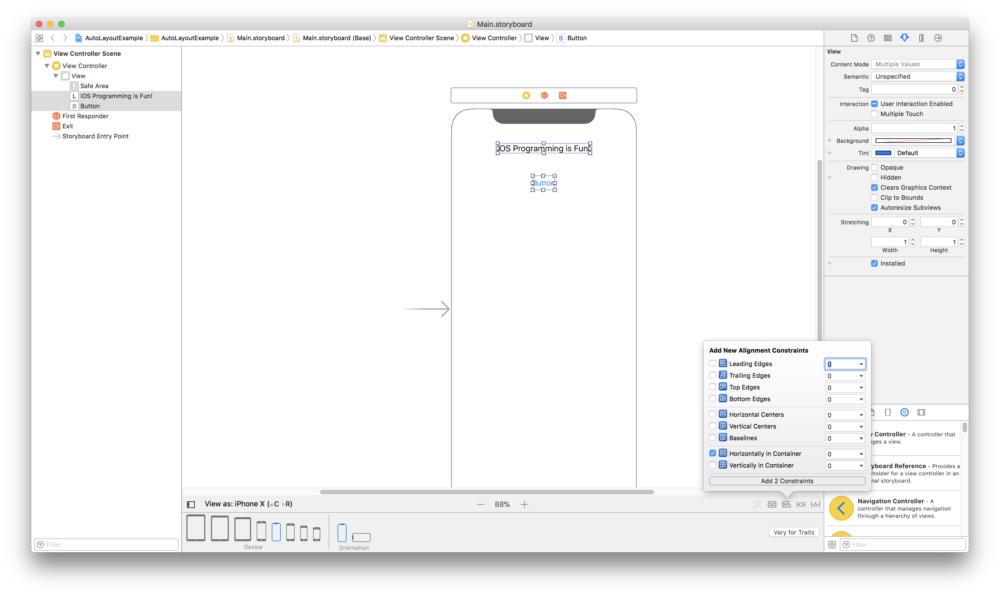 Main.storyboard
AutoLayoutExample
AutoLayoutExample
Main.storyboard
Main.storyboard (Base)
View Controller Scene
View Controller
View
B Button
View Controller Scene
View Controller
View
Safe Area
L iOS Programming is Fun!
B Button
First Responder
Exit
Storyboard Entry Point
Filter
iOS Programming is Fun!
Button
View as: iPhone X (wC hR)
88%
Device
Orientation
Vary for Traits
View
Content Mode Multiple Values
Semantic Unspecified
Tag 0
Interaction User Interaction Enabled
Multiple Touch
Alpha 1
Background
Tint Default
Drawing Opaque
Hidden
Clears Graphics Context
Clip to Bounds
Autoresize Subviews
Stretching 0 0
X Y
1 1
Width Height
Installed
Add New Alignment Constraints
Leading Edges 0
Trailing Edges 0
Top Edges 0
Bottom Edges 0
Horizontal Centers 0
Vertical Centers 0
Baselines 0
Horizontally in Container 0
Vertically in Container 0
Add 2 Constraints
{}
Controller - A controller that
ges a view.
yboard Reference - Provides a
eholder for a view controller in an
nal storyboard.
Navigation Controller - A
controller that manages navigation
through a hierarchy of views.
Filter